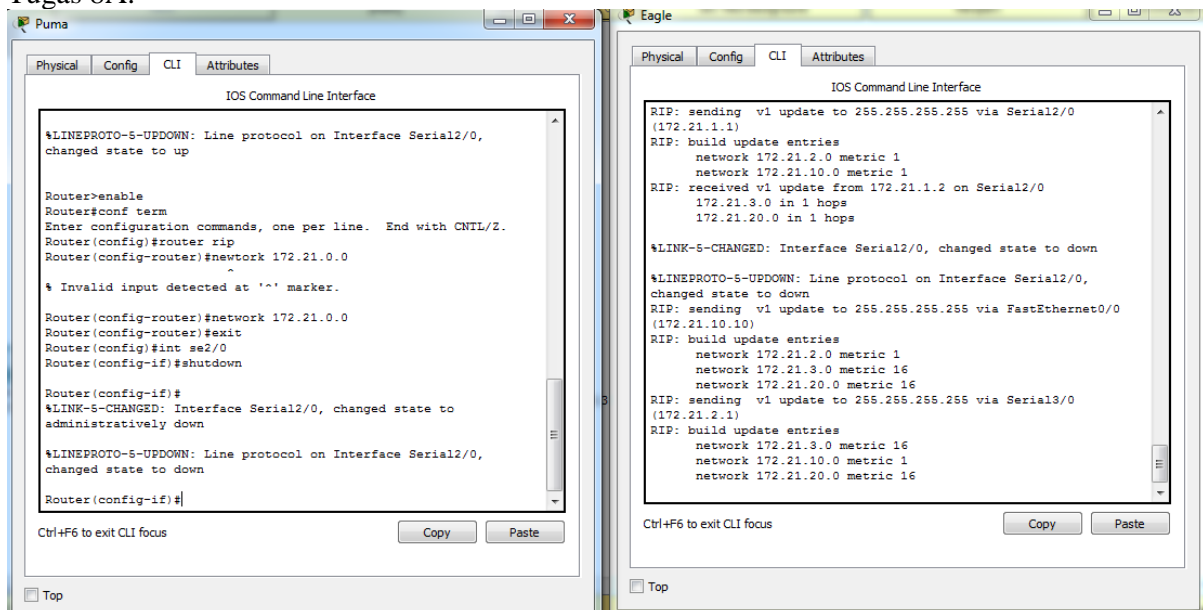 Tugas 8A.
Puma
Physical Config CLI Attributes
IOS Command Line Interface
%LINEPROTO-5-UPDOWN: Line protocol on Interface Serial2/0,
changed state to up
Router>enable
Router#conf term
Enter configuration commands, one per line. End with CNTL/Z.
Router(config)#router rip
Router(config-router)#newtork 172.21.0.0
^
% Invalid input detected at '^' marker.
Router(config-router)#network 172.21.0.0
Router(config-router)#exit
Router(config)#int se2/0
Router(config-if)#shutdown
Router(config-if)#
%LINK-5-CHANGED: Interface Serial2/0, changed state to
administratively down
%LINEPROTO-5-UPDOWN: Line protocol on Interface Serial2/0,
changed state to down
Router(config-if)#
Ctrl+F6 to exit CLI focus
Copy Paste
Top
Eagle
Physical Config CLI Attributes
IOS Command Line Interface
RIP: sending v1 update to 255.255.255.255 via Serial2/0
(172.21.1.1)
RIP: build update entries
network 172.21.2.0 metric 1
network 172.21.10.0 metric 1
RIP: received v1 update from 172.21.1.2 on Serial2/0
172.21.3.0 in 1 hops
172.21.20.0 in 1 hops
%LINK-5-CHANGED: Interface Serial2/0, changed state to down
%LINEPROTO-5-UPDOWN: Line protocol on Interface Serial2/0,
changed state to down
RIP: sending v1 update to 255.255.255.255 via FastEthernet0/0
(172.21.10.10)
RIP: build update entries
network 172.21.2.0 metric 1
network 172.21.3.0 metric 16
network 172.21.20.0 metric 16
RIP: sending v1 update to 255.255.255.255 via Serial3/0
(172.21.2.1)
RIP: build update entries
network 172.21.3.0 metric 16
network 172.21.10.0 metric 1
network 172.21.20.0 metric 16
Ctrl+F6 to exit CLI focus
Copy Paste
Top